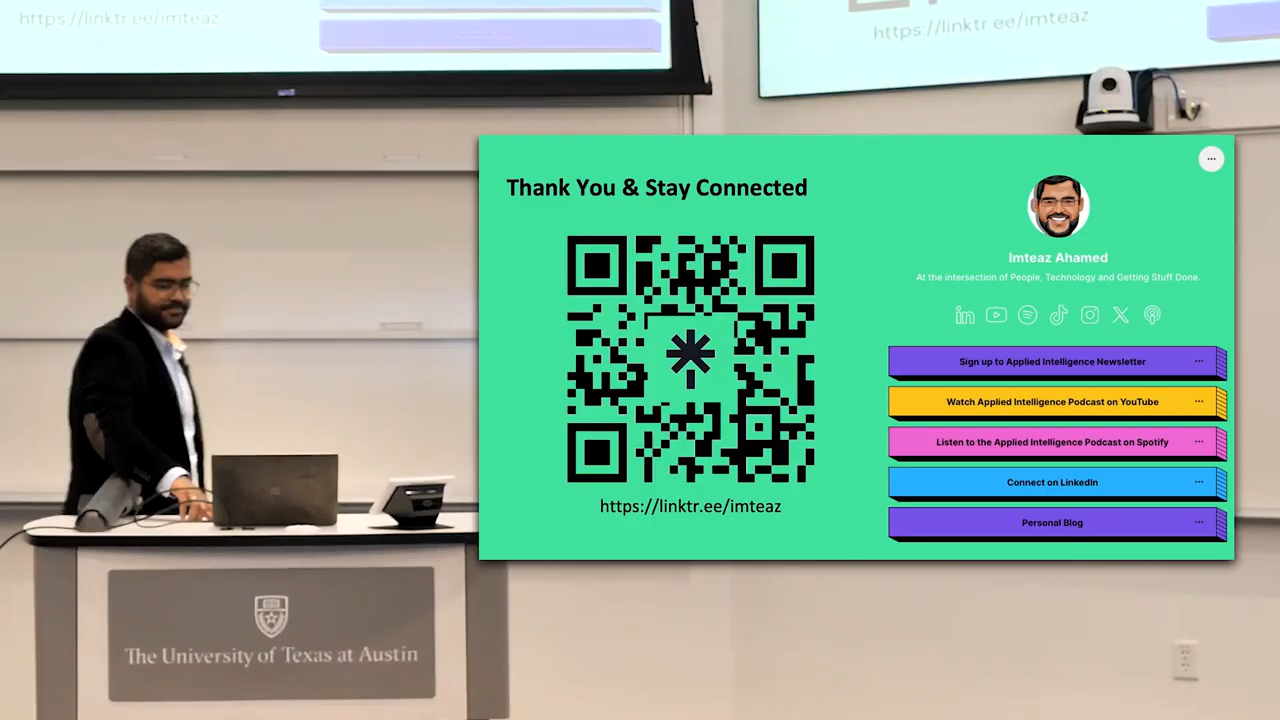 https://linktr.ee/imteaz
https://linktr.ee/imteaz
Thank You & Stay Connected
https://linktr.ee/imteaz
Imteaz Ahamed
At the intersection of People, Technology and Getting Stuff Done.
Sign up to Applied Intelligence Newsletter
Watch Applied Intelligence Podcast on YouTube
Listen to the Applied Intelligence Podcast on Spotify
Connect on LinkedIn
Personal Blog
The University of Texas at Austin